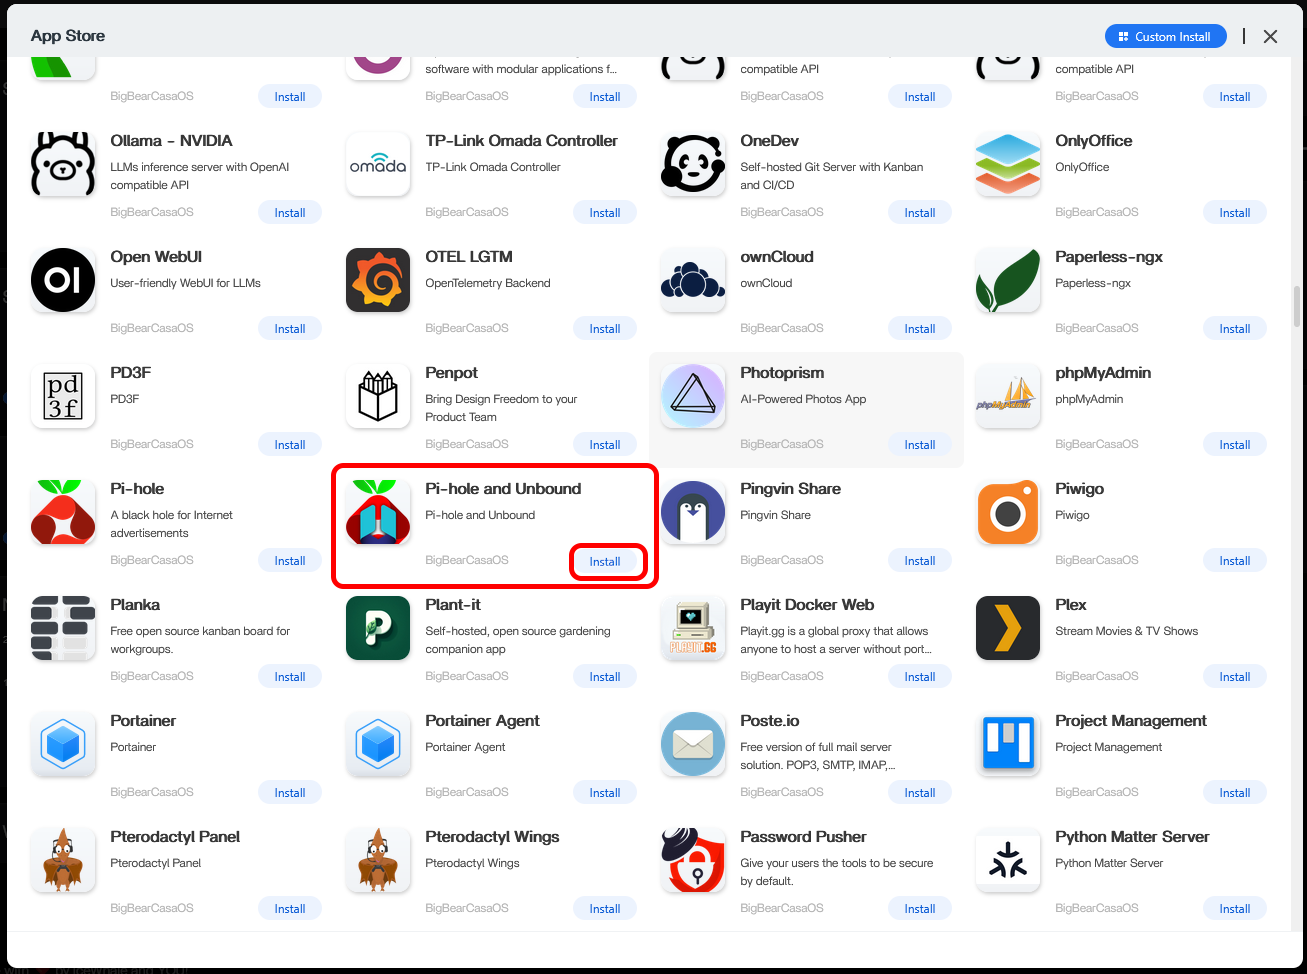 App Store
Custom Install
software with modular applications f...
compatible API
compatible API
BigBearCasaOS
Install
BigBearCasaOS
Install
BigBearCasaOS
Install
BigBearCasaOS
Install
Ollama - NVIDIA
LLMs inference server with OpenAI
compatible API
BigBearCasaOS
Install
omada
TP-Link Omada Controller
TP-Link Omada Controller
BigBearCasaOS
Install
OneDev
Self-hosted Git Server with Kanban
and CI/CD
BigBearCasaOS
Install
OnlyOffice
OnlyOffice
BigBearCasaOS
Install
OI
Open WebUI
User-friendly WebUI for LLMs
BigBearCasaOS
Install
OTEL LGTM
OpenTelemetry Backend
BigBearCasaOS
Install
ownCloud
ownCloud
BigBearCasaOS
Install
Paperless-ngx
Paperless-ngx
BigBearCasaOS
Install
pd
3f
PD3F
PD3F
BigBearCasaOS
Install
Penpot
Bring Design Freedom to your
Product Team
BigBearCasaOS
Install
Photoprism
AI-Powered Photos App
BigBearCasaOS
Install
phpMyAdmin
phpMyAdmin
phpMyAdmin
BigBearCasaOS
Install
Pi-hole
A black hole for Internet
advertisements
BigBearCasaOS
Install
Pi-hole and Unbound
Pi-hole and Unbound
BigBearCasaOS
Install
Pingvin Share
Pingvin Share
BigBearCasaOS
Install
Piwigo
Piwigo
BigBearCasaOS
Install
Planka
Free open source kanban board for
workgroups.
BigBearCasaOS
Install
P
Plant-it
Self-hosted, open source gardening
companion app
BigBearCasaOS
Install
PLAYIT.GG
Playit Docker Web
Playit.gg is a global proxy that allows
anyone to host a server without port...
BigBearCasaOS
Install
Plex
Stream Movies & TV Shows
BigBearCasaOS
Install
Portainer
Portainer
BigBearCasaOS
Install
Portainer Agent
Portainer Agent
BigBearCasaOS
Install
Poste.io
Free version of full mail server
solution. POP3, SMTP, IMAP,...
BigBearCasaOS
Install
Project Management
Project Management
BigBearCasaOS
Install
Pterodactyl Panel
Pterodactyl Panel
BigBearCasaOS
Install
Pterodactyl Wings
Pterodactyl Wings
BigBearCasaOS
Install
Password Pusher
Give your users the tools to be secure
by default.
BigBearCasaOS
Install
Python Matter Server
Python Matter Server
BigBearCasaOS
Install